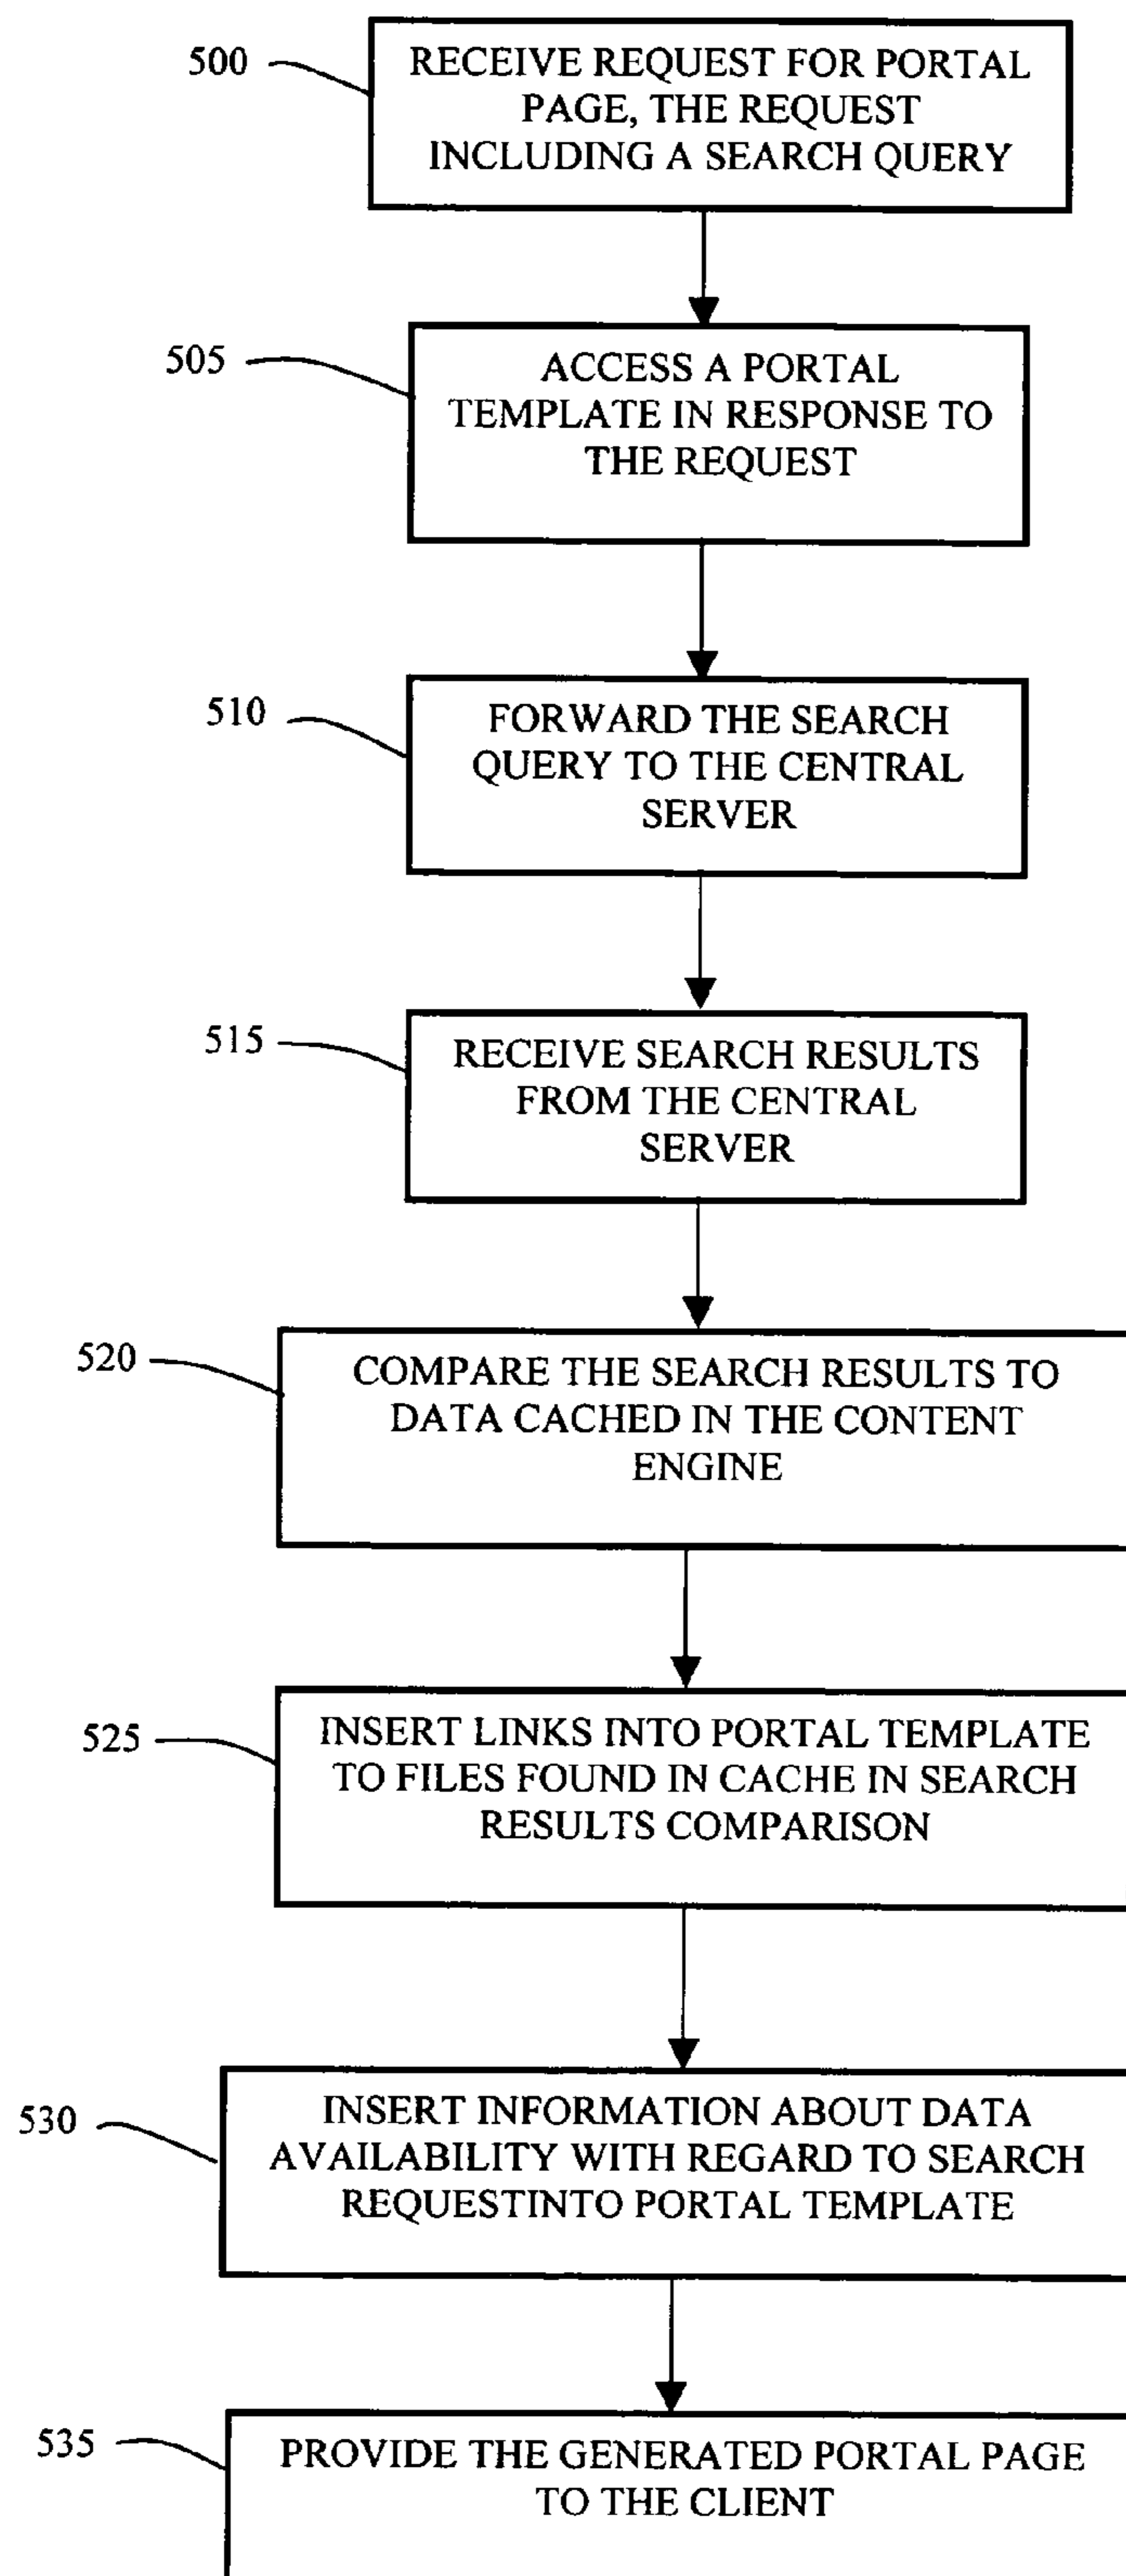 500
RECEIVE REQUEST FOR PORTAL
PAGE, THE REQUEST
INCLUDING A SEARCH QUERY
505
ACCESS A PORTAL
TEMPLATE IN RESPONSE TO
THE REQUEST
510
FORWARD THE SEARCH
QUERY TO THE CENTRAL
SERVER
515
RECEIVE SEARCH RESULTS
FROM THE CENTRAL
SERVER
520
COMPARE THE SEARCH RESULTS TO
DATA CACHED IN THE CONTENT
ENGINE
525
INSERT LINKS INTO PORTAL TEMPLATE
TO FILES FOUND IN CACHE IN SEARCH
RESULTS COMPARISON
530
INSERT INFORMATION ABOUT DATA
AVAILABILITY WITH REGARD TO SEARCH
REQUESTINTO PORTAL TEMPLATE
535
PROVIDE THE GENERATED PORTAL PAGE
TO THE CLIENT